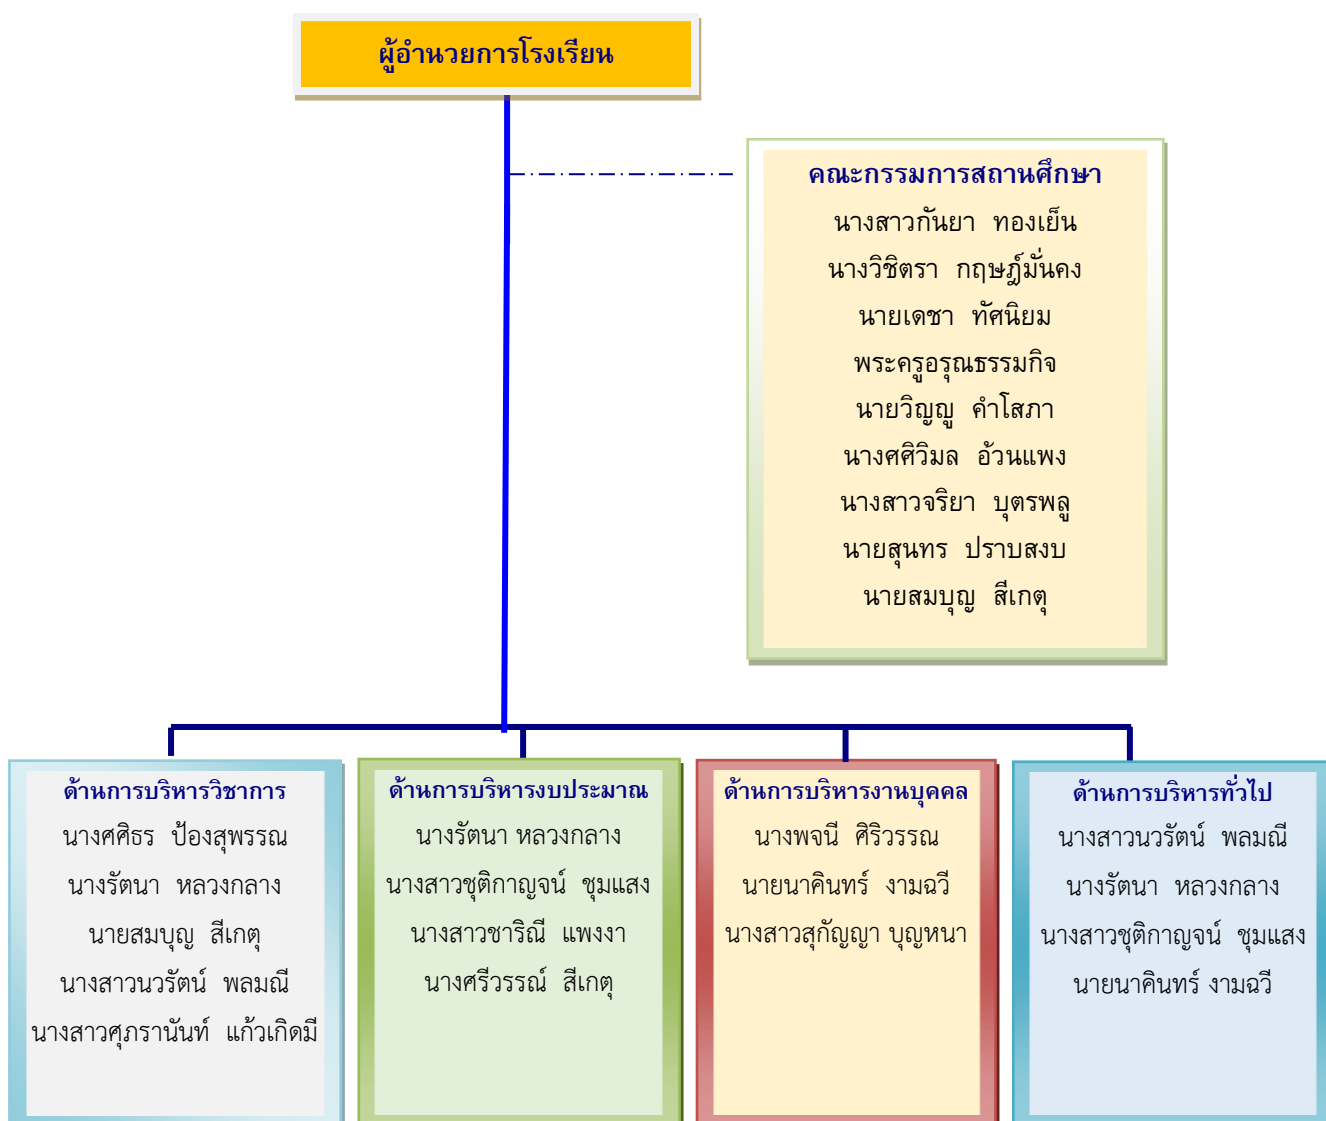 ผู้อำนวยการโรงเรียน
คณะกรรมการสถานศึกษา
นางสาวกันยา ทองเย็น
นางวิชิตรา กฤษฎ์มั่นคง
นายเดชา ทัศนิยม
พระครูอรุณธรรมกิจ
นายวิญญู คำโสภา
นางศศิวิมล อ้วนแพง
นางสาวจริยา บุตรพลู
นายสุนทร ปราบสงบ
นายสมบุญ สีเกตุ
ด้านการบริหารวิชาการ
นางศศิธร ป้องสุพรรณ
นางรัตนา หลวงกลาง
นายสมบุญ สีเกตุ
นางสาวนวรัตน์ พลมณี
นางสาวศุภรานันท์ แก้วเกิดมี
ด้านการบริหารงบประมาณ
นางรัตนา หลวงกลาง
นางสาวชุติกาญจน์ ชุมแสง
นางสาวชาริณี แพงงา
นางศรีวรรณ์ สีเกตุ
ด้านการบริหารงานบุคคล
นางพจนี ศิริวรรณ
นายนาคินทร์ งามฉวี
นางสาวสุกัญญา บุญหนา
ด้านการบริหารทั่วไป
นางสาวนวรัตน์ พลมณี
นางรัตนา หลวงกลาง
นางสาวชุติกาญจน์ ชุมแสง
นายนาคินทร์ งามฉวี